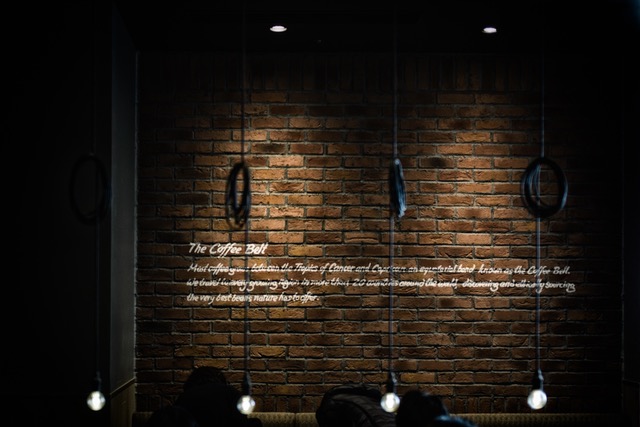 The Coffee Belt
Most coffee grows between the Tropics of Cancer and Capricorn an equatorial band known as the Coffee Belt.
We travel to every growing region in more than 20 countries around the world, discovering and ethically sourcing
the very best beans nature has to offer.